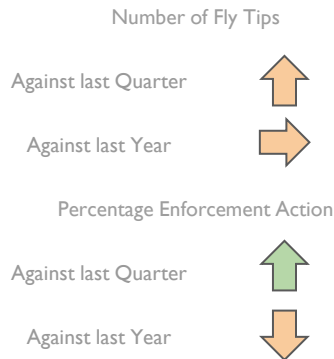 Number of Fly Tips
Against last Quarter
Against last Year
Percentage Enforcement Action
Against last Quarter
Against last Year